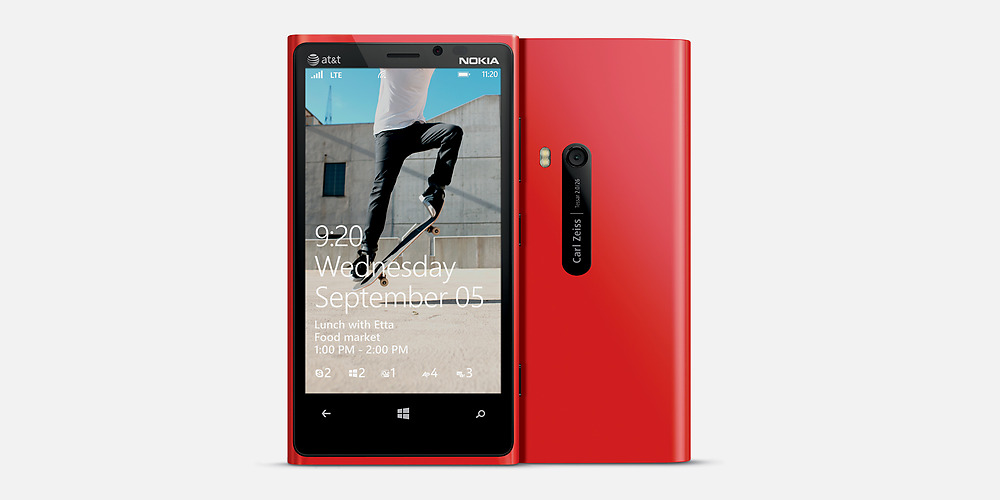 at&t
NOKIA
LTE
11:20
9:20
Wednesday
September 05
Lunch with Etta
Food market
1:00 PM - 2:00 PM
2 2 1 4 3
Carl Zeiss | Tessar 2.0/26